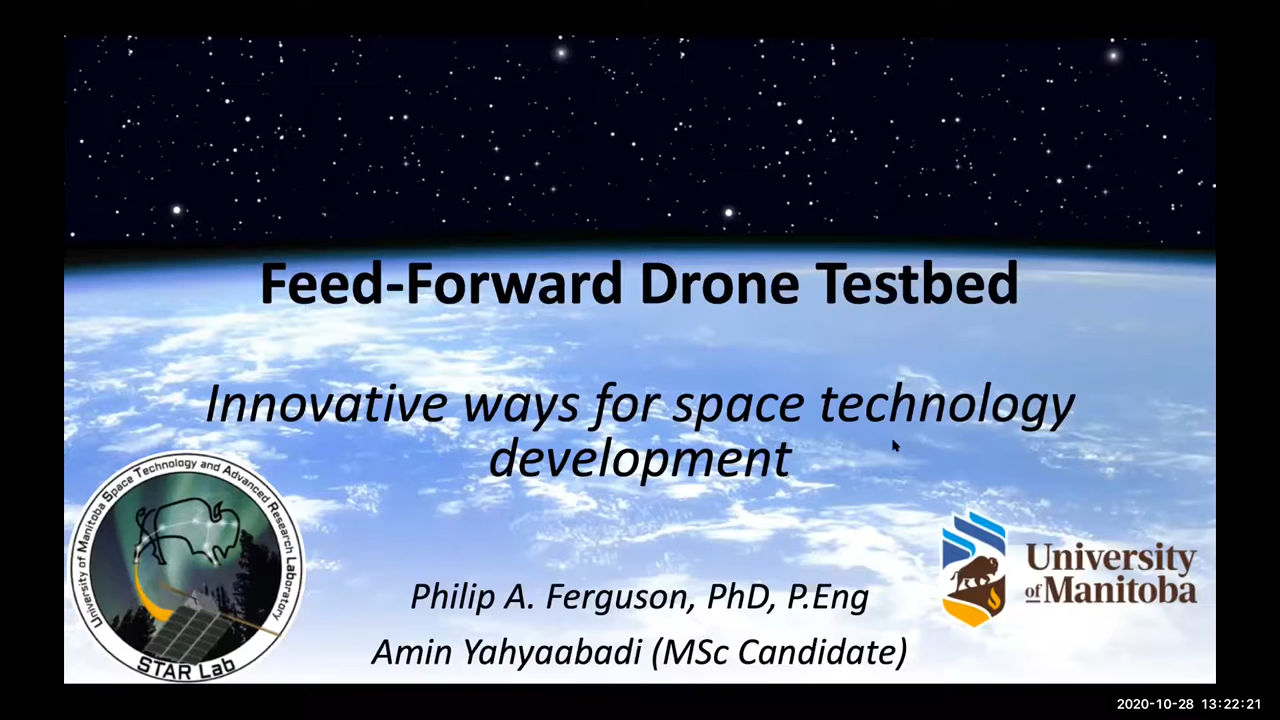 Feed-Forward Drone Testbed
Innovative ways for space technology
development
University of Manitoba Space Technology and Advanced Research Laboratory
STAR Lab
University
of Manitoba
Philip A. Ferguson, PhD, P.Eng
Amin Yahyaabadi (MSc Candidate)
2020-10-28 13:22:21